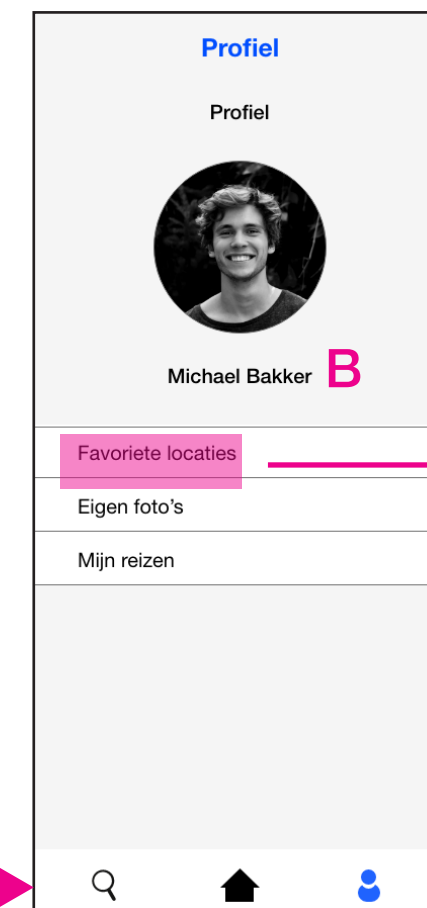 Profiel
Profiel
Michael Bakker B
Favoriete locaties
Eigen foto's
Mijn reizen